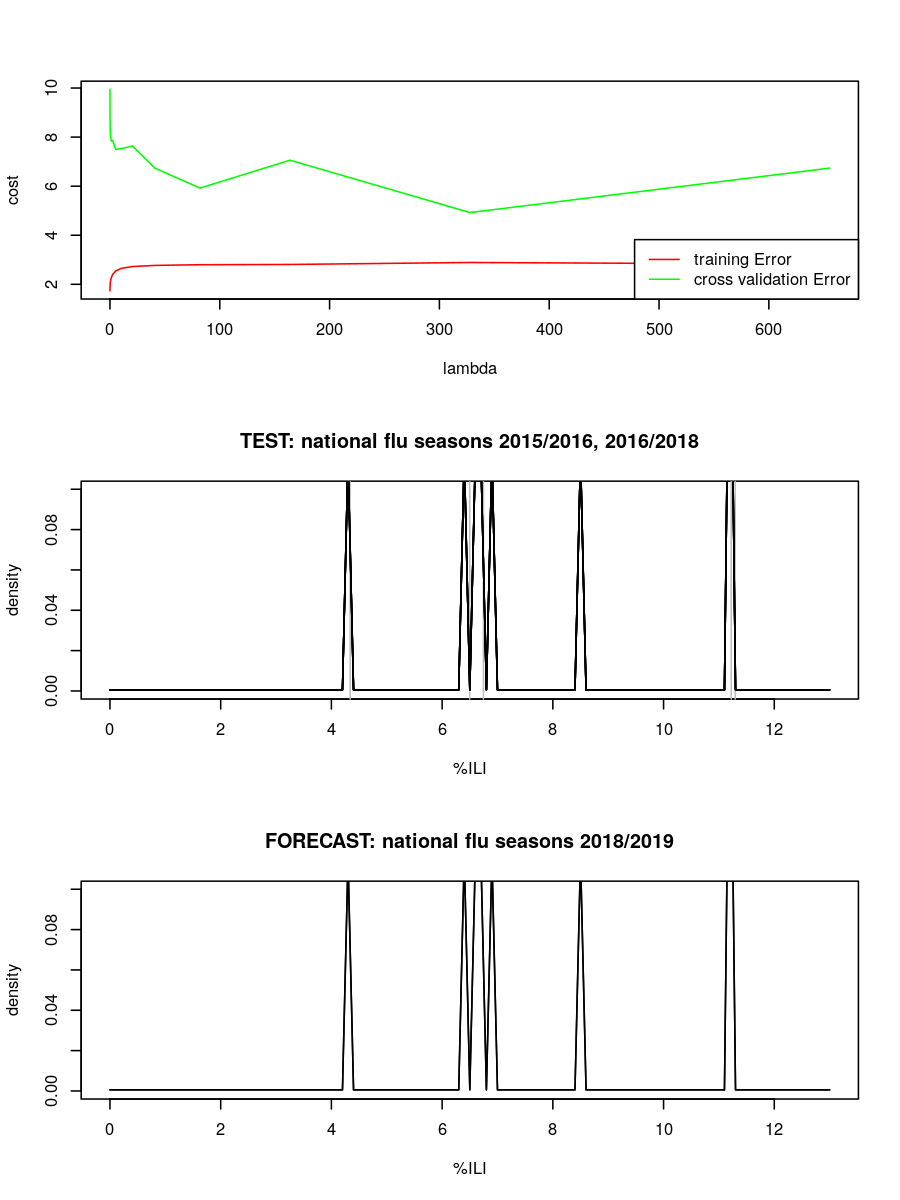 10
8
6
4
2
cost
training Error
cross validation Error
0 100 200 300 400 500 600
lambda
TEST: national flu seasons 2015/2016, 2016/2018
0.08
0.04
0.00
density
0 2 4 6 8 10 12
%ILI
FORECAST: national flu seasons 2018/2019
0.08
0.04
0.00
density
0 2 4 6 8 10 12
%ILI